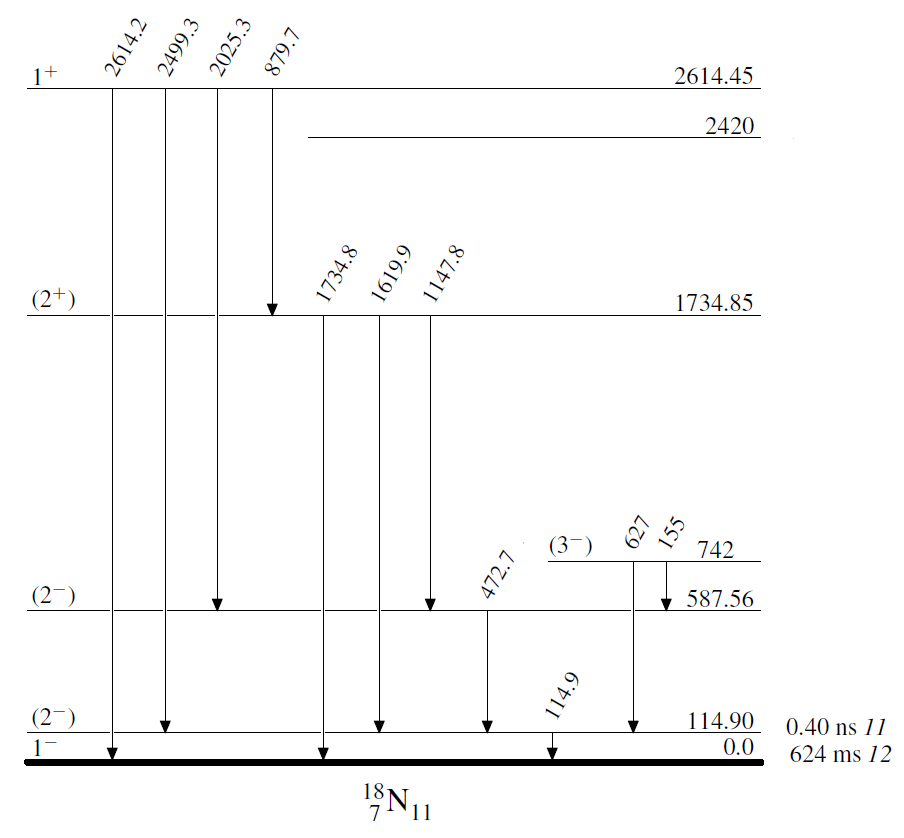 2614.2 2499.3 2025.3 879.7
1⁺ 2614.45
2420
1734.8 1619.9 1147.8
(2⁺) 1734.85
627 155
(3⁻) 742
472.7
(2⁻) 587.56
114.9
(2⁻) 114.90 0.40 ns 11
1⁻ 0.0 624 ms 12
¹⁸₇N₁₁